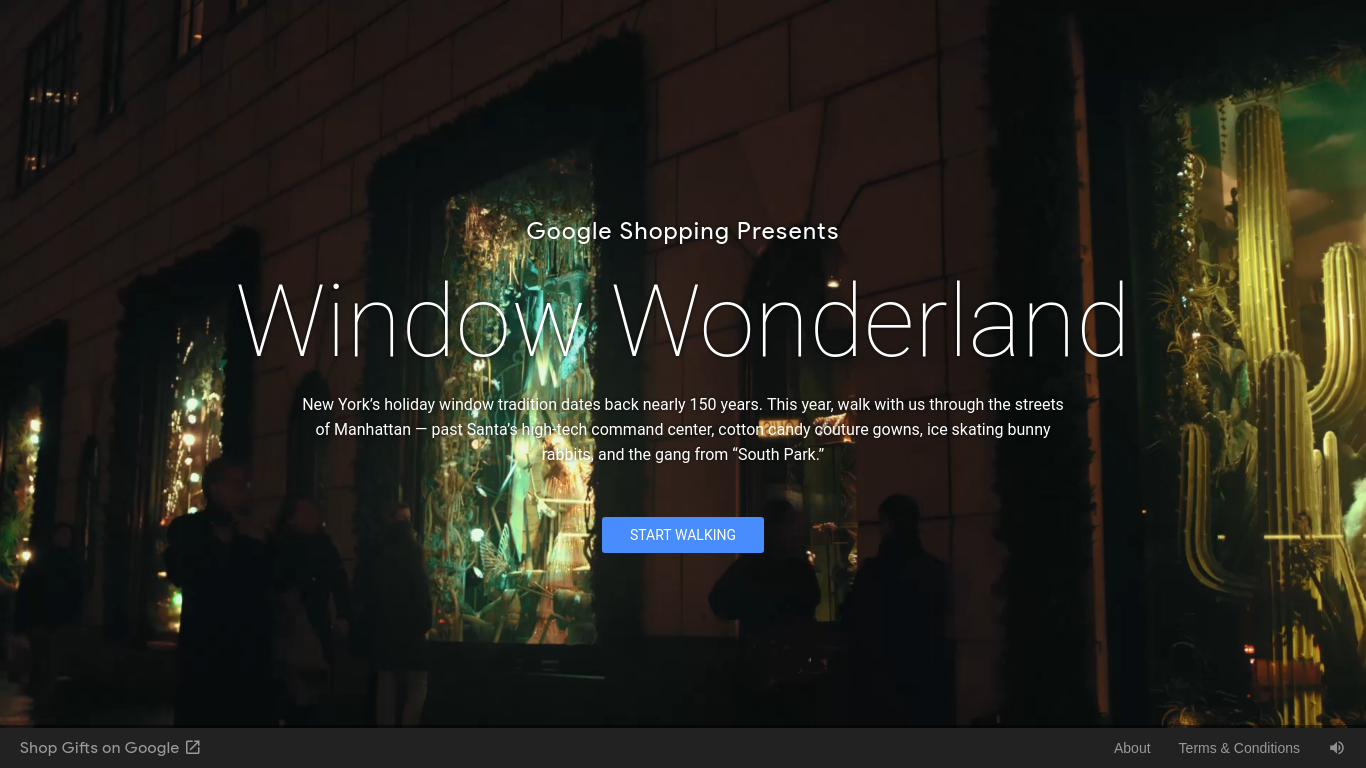 Google Shopping Presents
Window Wonderland
New York’s holiday window tradition dates back nearly 150 years. This year, walk with us through the streets
of Manhattan — past Santa’s high-tech command center, cotton candy couture gowns, ice skating bunny
rabbits, and the gang from “South Park.”
START WALKING
Shop Gifts on Google
About
Terms & Conditions